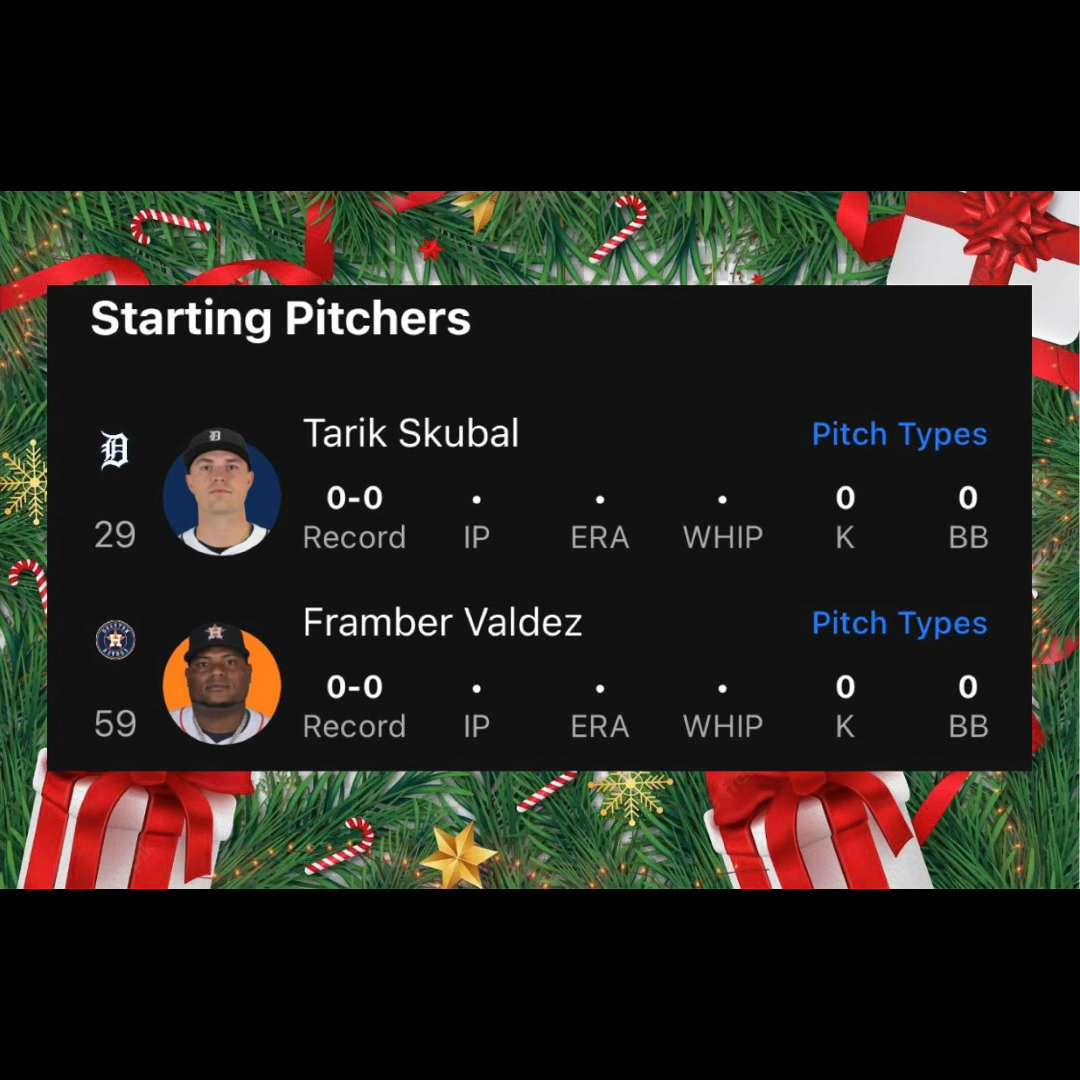 Starting Pitchers
D
Tarik Skubal
Pitch Types
29
0-0 • • • 0 0
Record IP ERA WHIP K BB
H
Framber Valdez
Pitch Types
59
0-0 • • • 0 0
Record IP ERA WHIP K BB